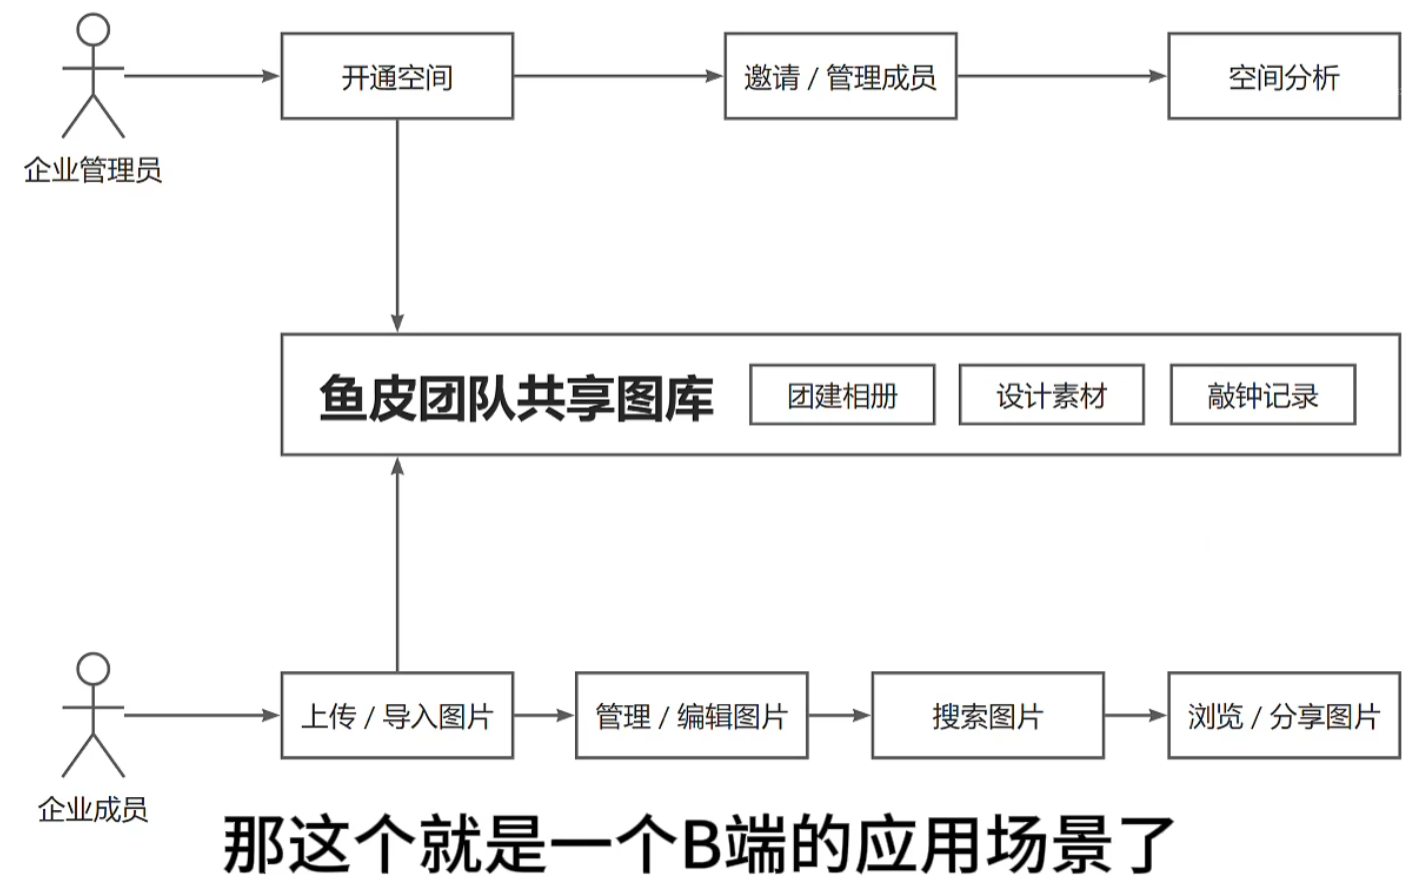 开通空间
邀请 / 管理成员
空间分析
企业管理员
鱼皮团队共享图库
团建相册
设计素材
敲钟记录
上传 / 导入图片
管理 / 编辑图片
搜索图片
浏览 / 分享图片
企业成员
那这个就是一个B端的应用场景了